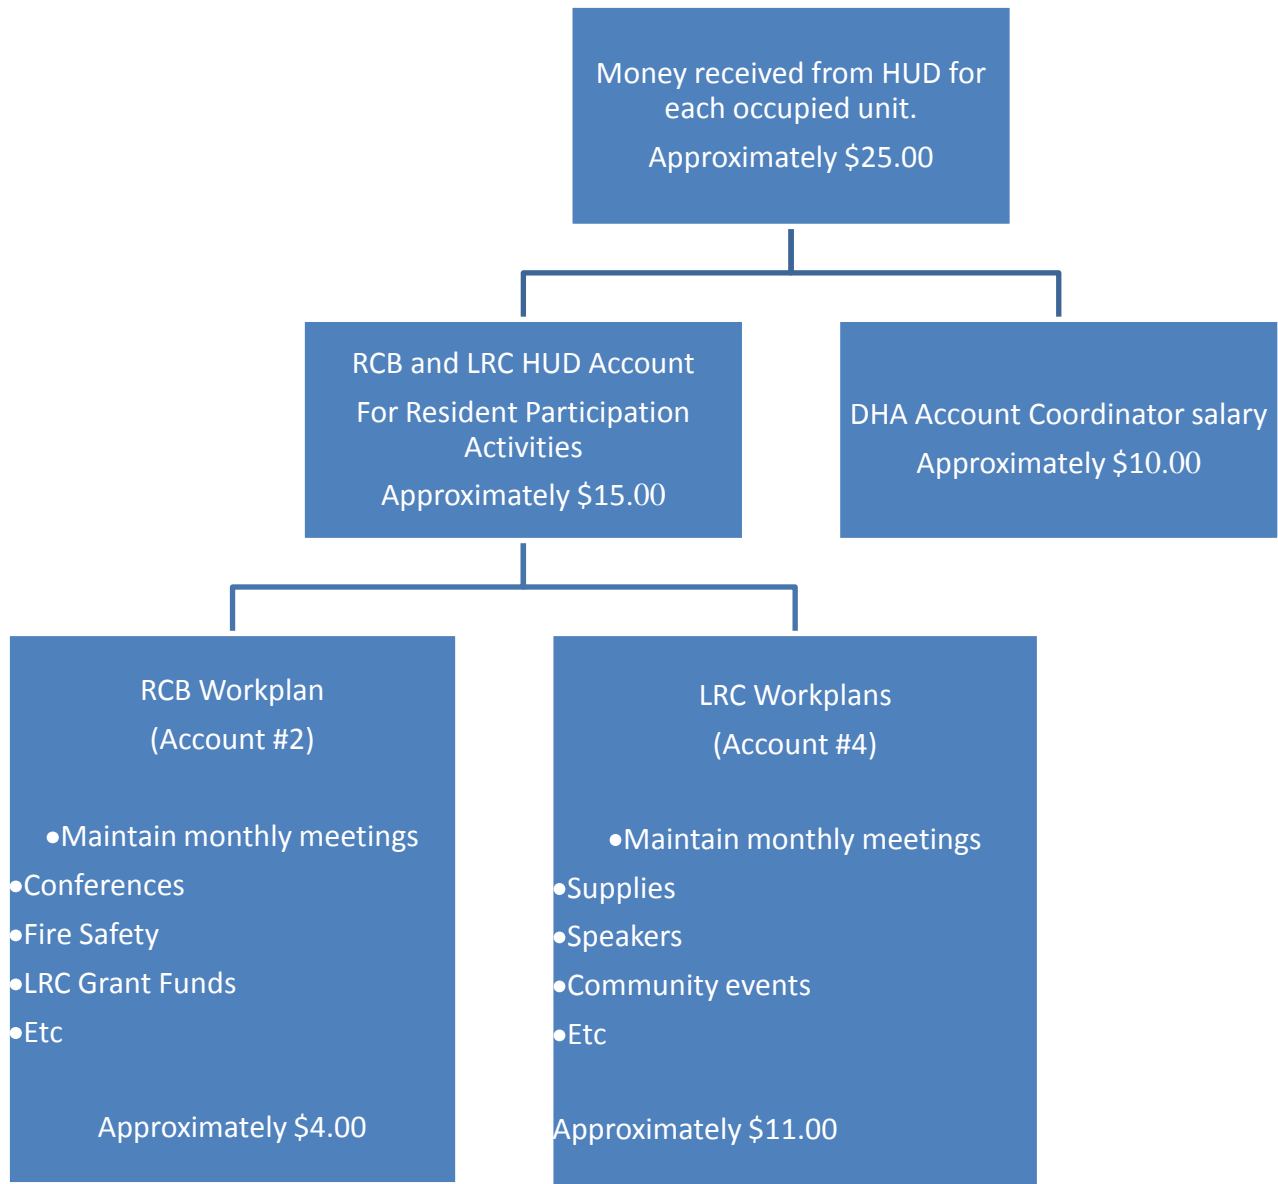 Money received from HUD for
each occupied unit.
Approximately $25.00
RCB and LRC HUD Account
For Resident Participation
Activities
Approximately $15.00
DHA Account Coordinator salary
Approximately $10.00
RCB Workplan
(Account #2)
•Maintain monthly meetings
•Conferences
•Fire Safety
•LRC Grant Funds
•Etc
Approximately $4.00
LRC Workplans
(Account #4)
•Maintain monthly meetings
•Supplies
•Speakers
•Community events
•Etc
Approximately $11.00